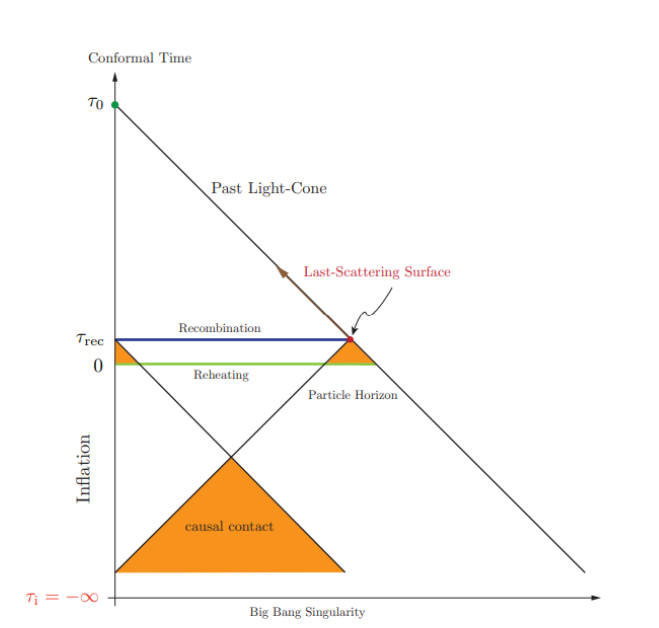 Conformal Time
τ0
Past Light-Cone
Last-Scattering Surface
Recombination
τrec
0
Reheating
Particle Horizon
Inflation
causal contact
τi = −∞
Big Bang Singularity